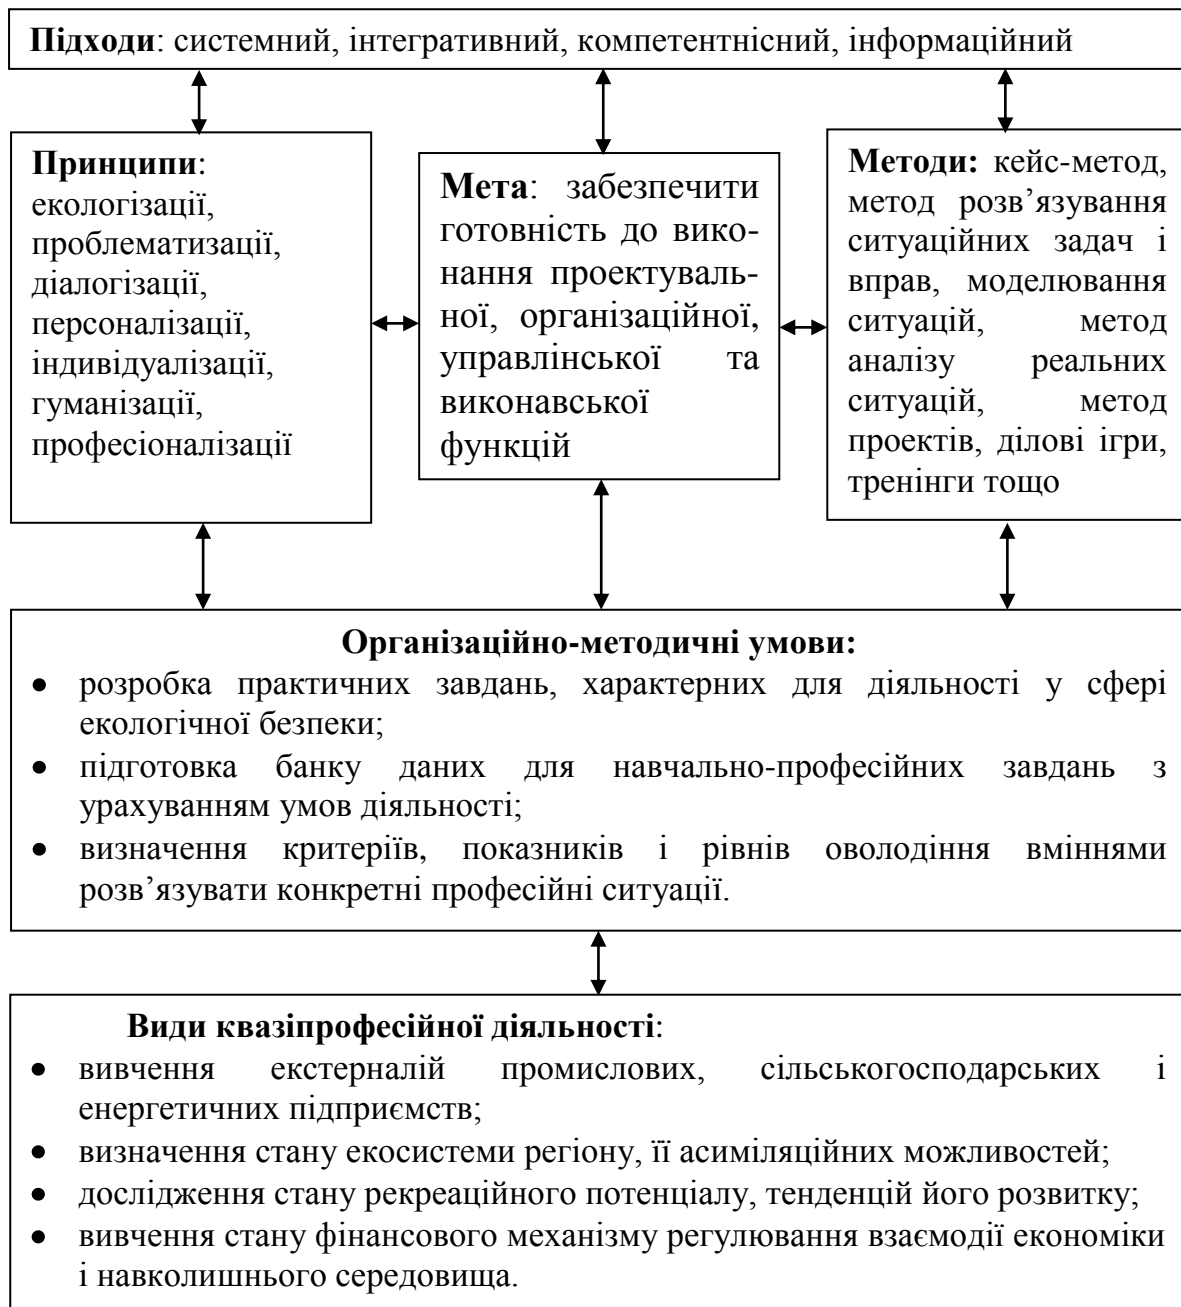 Підходи: системний, інтегративний, компетентнісний, інформаційний
Принципи:
екологізації,
проблематизації,
діалогізації,
персоналізації,
індивідуалізації,
гуманізації,
професіоналізації
Мета: забезпечити
готовність до вико-
нання проектуваль-
ної, організаційної,
управлінської та
виконавської
функцій
Методи: кейс-метод,
метод розв’язування
ситуаційних задач і
вправ, моделювання
ситуацій, метод
аналізу реальних
ситуацій, метод
проектів, ділові ігри,
тренінги тощо
Організаційно-методичні умови:
• розробка практичних завдань, характерних для діяльності у сфері
екологічної безпеки;
• підготовка банку даних для навчально-професійних завдань з
урахуванням умов діяльності;
• визначення критеріїв, показників і рівнів оволодіння вміннями
розв’язувати конкретні професійні ситуації.
Види квазіпрофесійної діяльності:
• вивчення екстерналій промислових, сільськогосподарських і
енергетичних підприємств;
• визначення стану екосистеми регіону, її асиміляційних можливостей;
• дослідження стану рекреаційного потенціалу, тенденцій його розвитку;
• вивчення стану фінансового механізму регулювання взаємодії економіки
і навколишнього середовища.